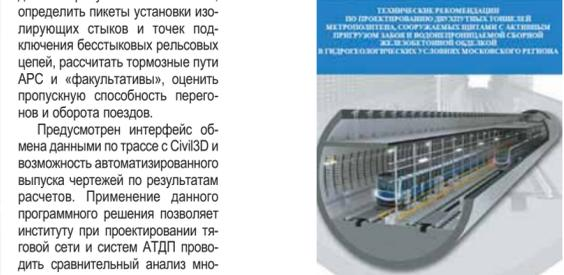 определить пикеты установки изо-
лирующих стыков и точек под-
ключения бесстыковых рельсовых
цепей, рассчитать тормозные пути
АРС и «факультативы», оценить
пропускную способность перего-
нов и оборота поездов.
Предусмотрен интерфейс об-
мена данными по трассе с Civil3D и
возможность автоматизированного
выпуска чертежей по результатам
расчетов. Применение данного
программного решения позволяет
институту при проектировании тя-
говой сети и систем АТДП прово-
дить сравнительный анализ мно-
ТЕХНИЧЕСКИЕ РЕКОМЕНДАЦИИ
ПО ПРОЕКТИРОВАНИЮ ДВУХПУТНЫХ ТОННЕЛЕЙ
МЕТРОПОЛИТЕНА, СООРУЖАЕМЫХ ЩИТАМИ С АКТИВНЫМ
ПРИГРУЗОМ ЗАБОЯ И ВОДОНЕПРОНИЦАЕМОЙ СБОРНОЙ
ЖЕЛЕЗОБЕТОННОЙ ОБДЕЛКОЙ
В ГИДРОГЕОЛОГИЧЕСКИХ УСЛОВИЯХ МОСКОВСКОГО РЕГИОНА